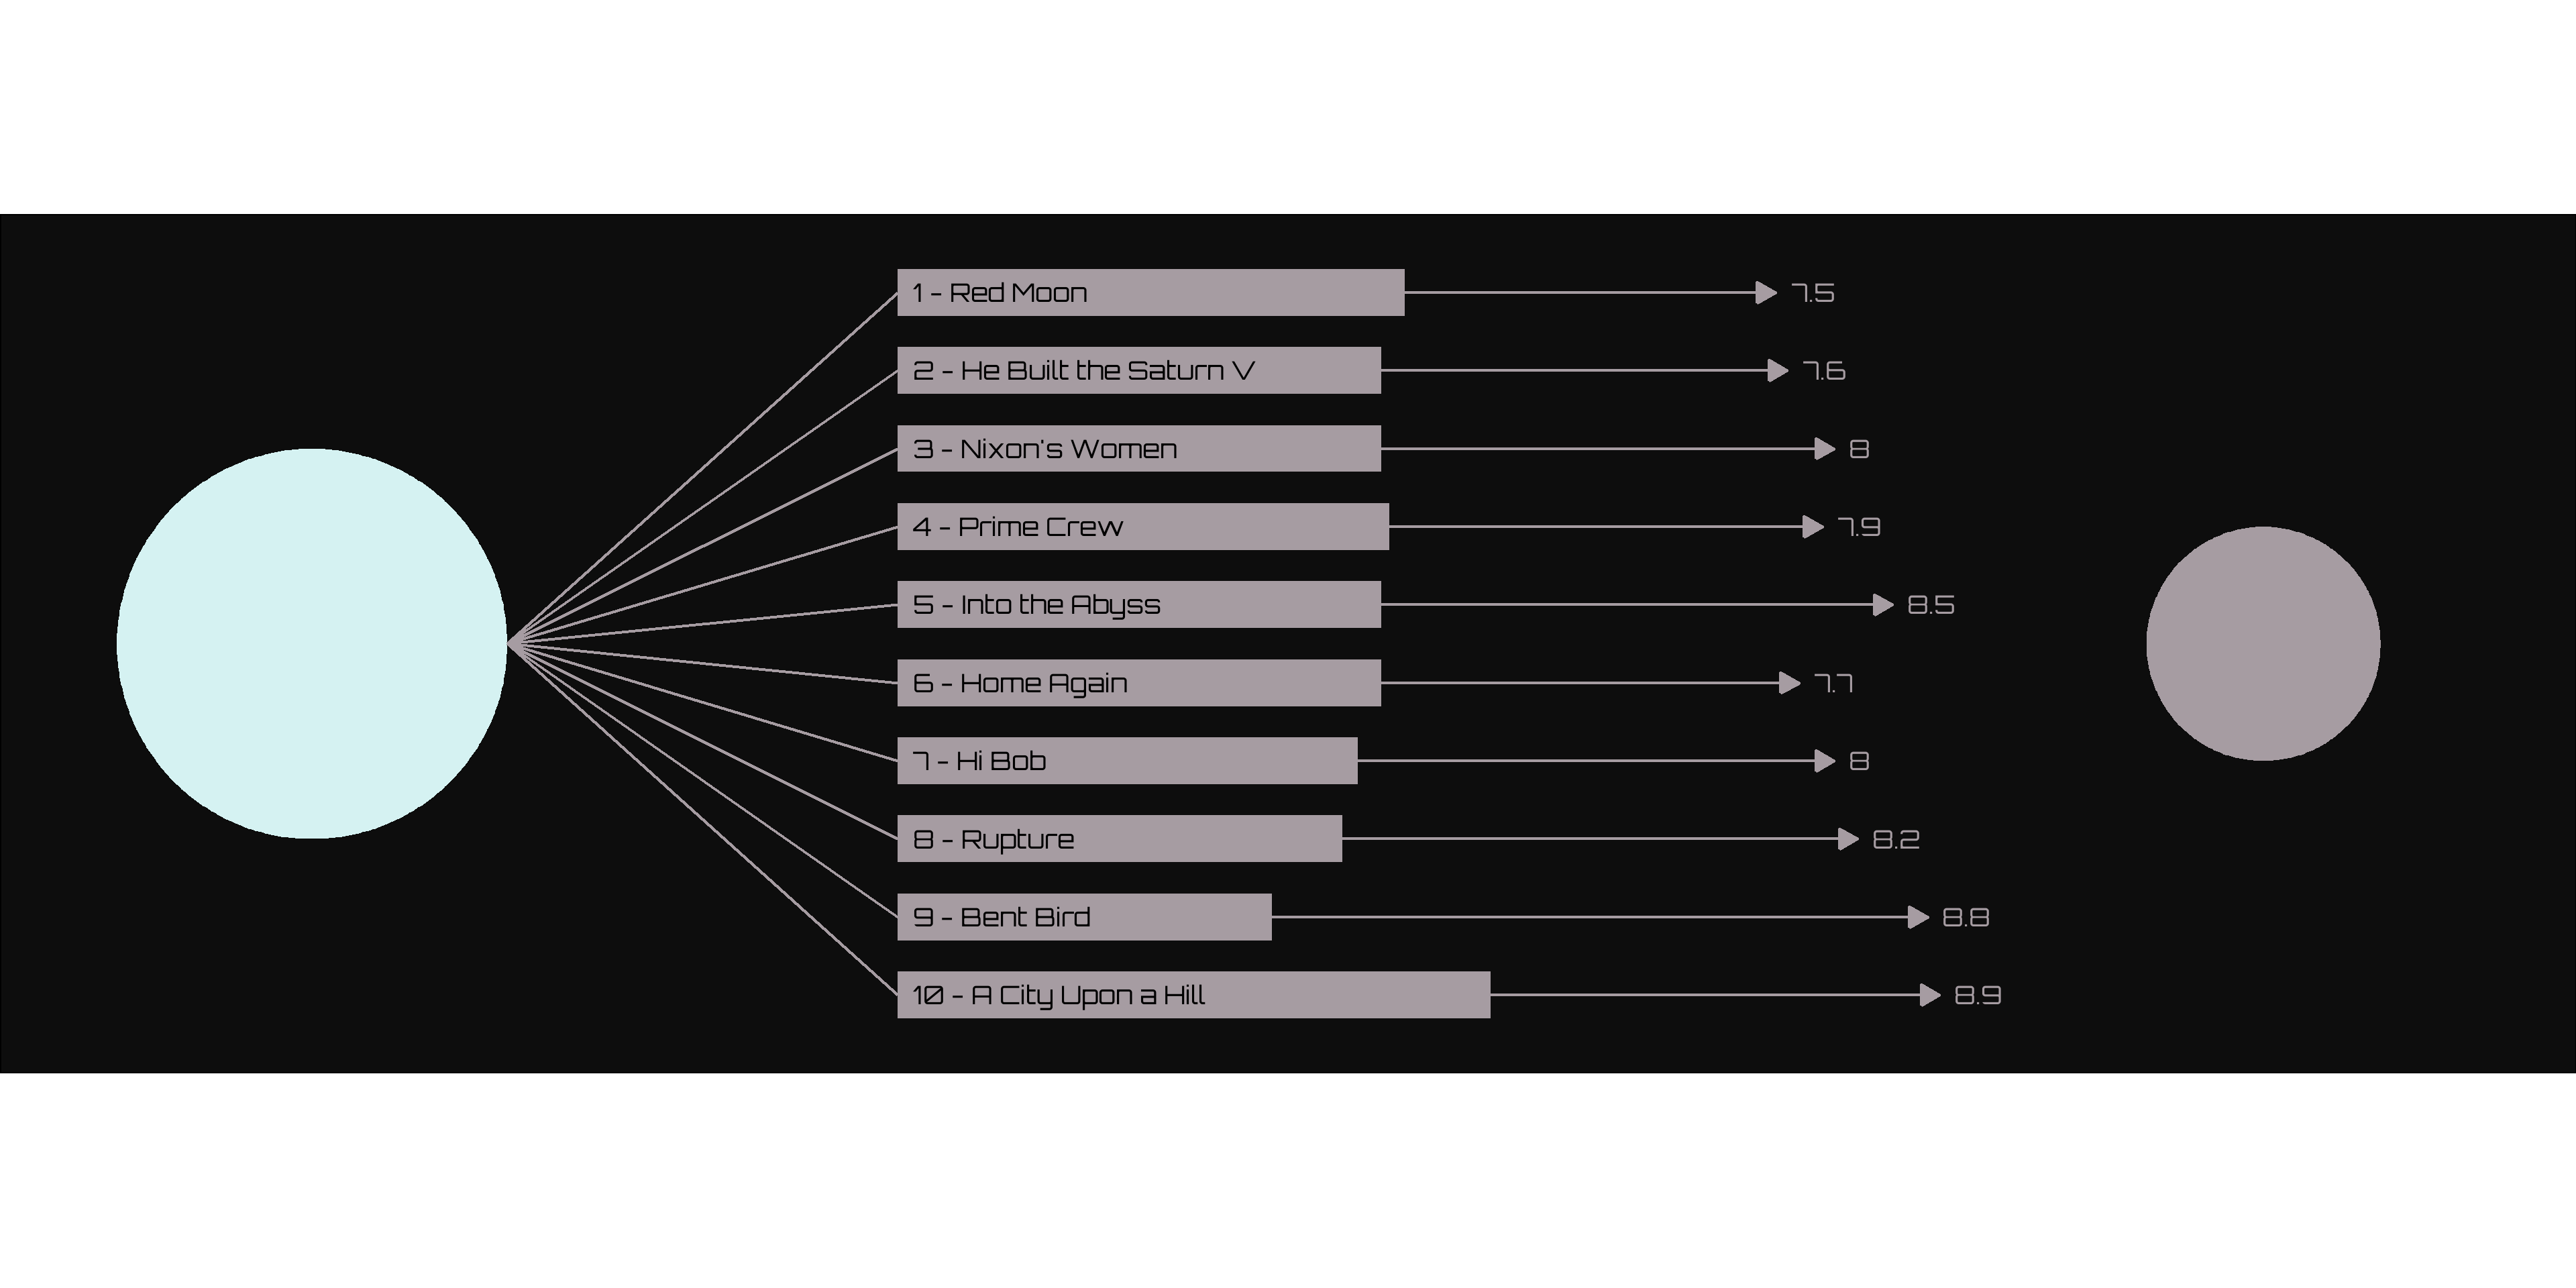 1 - Red Moon 7.5
2 - He Built the Saturn V 7.6
3 - Nixon's Women 8
4 - Prime Crew 7.9
5 - Into the Abyss 8.5
6 - Home Again 7.7
7 - Hi Bob 8
8 - Rupture 8.2
9 - Bent Bird 8.8
10 - A City Upon a Hill 8.9